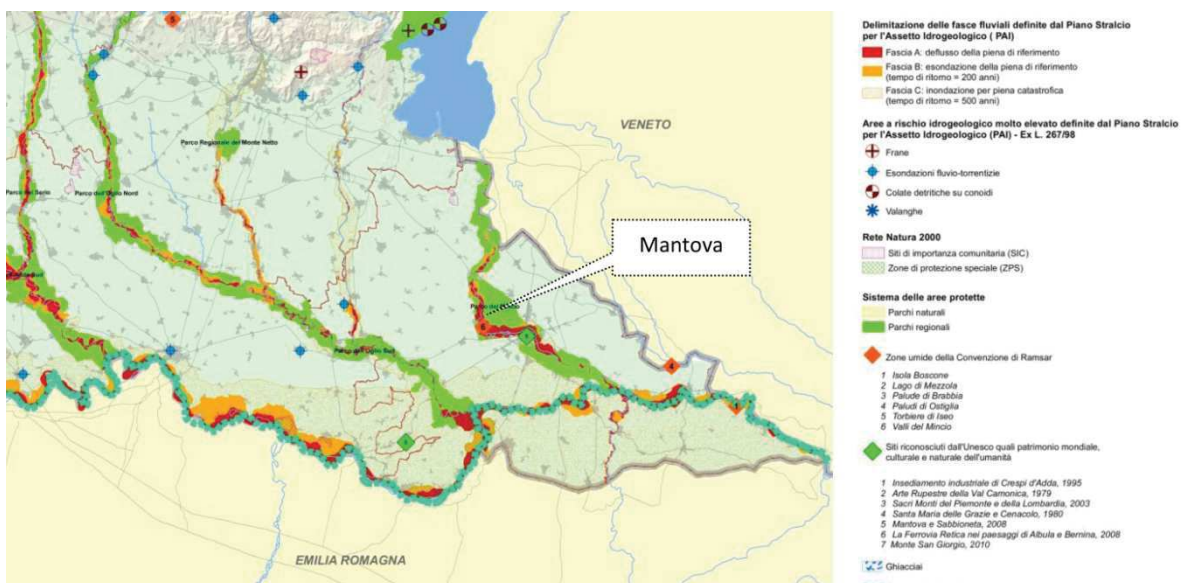 5
VENETO
Parco Regionale del Monte Netto
Parco del Serio
Parco dell'Oglio Nord
Mantova
6
5
Parco dell'Oglio Sud
4
EMILIA ROMAGNA
Delimitazione delle fasce fluviali definite dal Piano Stralcio
per l'Assetto Idrogeologico ( PAI)
Fascia A: deflusso della piena di riferimento
Fascia B: esondazione della piena di riferimento
(tempo di ritorno = 200 anni)
Fascia C: inondazione per piena catastrofica
(tempo di ritorno = 500 anni)
Aree a rischio idrogeologico molto elevato definite dal Piano Stralcio
per l'Assetto Idrogeologico (PAI) - Ex L. 267/98
Frane
Esondazioni fluvio-torrentizie
Colate detritiche su conoidi
Valanghe
Rete Natura 2000
Siti di importanza comunitaria (SIC)
Zone di protezione speciale (ZPS)
Sistema delle aree protette
Parchi naturali
Parchi regionali
Zone umide della Convenzione di Ramsar
1 Isola Boscone
2 Lago di Mezzola
3 Palude di Brabbia
4 Paludi di Ostiglia
5 Torbiere di Iseo
6 Valli del Mincio
Siti riconosciuti dall'Unesco quali patrimonio mondiale,
culturale e naturale dell'umanità
1 Insediamento industriale di Crespi d'Adda, 1995
2 Arte Rupestre della Val Camonica, 1979
3 Sacri Monti del Piemonte e della Lombardia, 2003
4 Santa Maria delle Grazie e Cenacolo, 1980
5 Mantova e Sabbioneta, 2008
6 La Ferrovia Retica nei paesaggi di Albula e Bernina, 2008
7 Monte San Giorgio, 2010
Ghiacciai